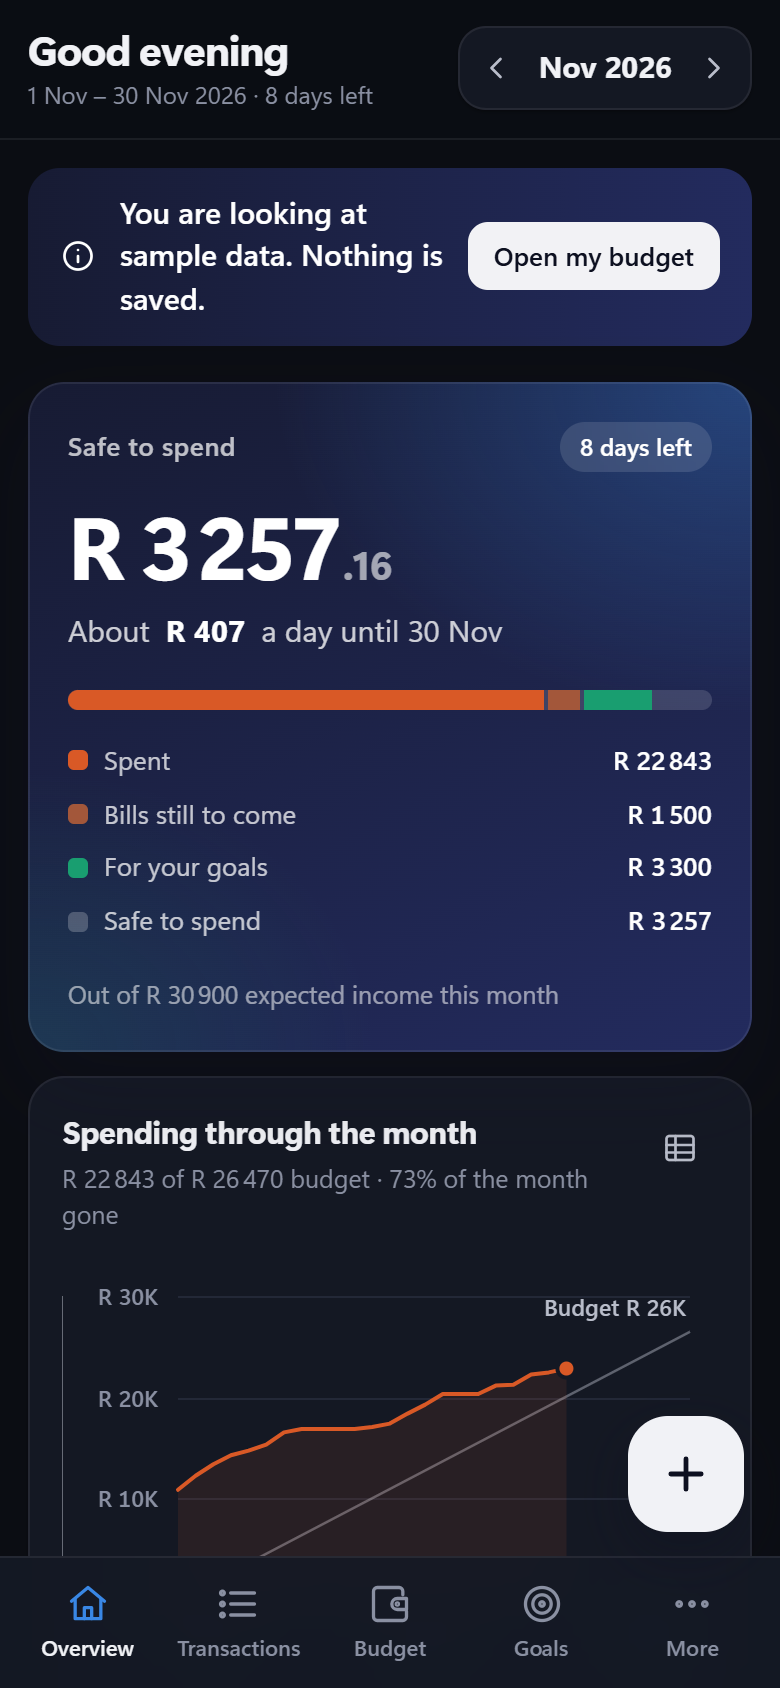 Good evening
1 Nov – 30 Nov 2026 · 8 days left
Nov 2026
You are looking at
sample data. Nothing is
saved.
Open my budget
Safe to spend
8 days left
R 3 257.16
About R 407 a day until 30 Nov
Spent
R 22 843
Bills still to come
R 1 500
For your goals
R 3 300
Safe to spend
R 3 257
Out of R 30 900 expected income this month
Spending through the month
R 22 843 of R 26 470 budget · 73% of the month
gone
R 30K
Budget R 26K
R 20K
R 10K
Overview
Transactions
Budget
Goals
More